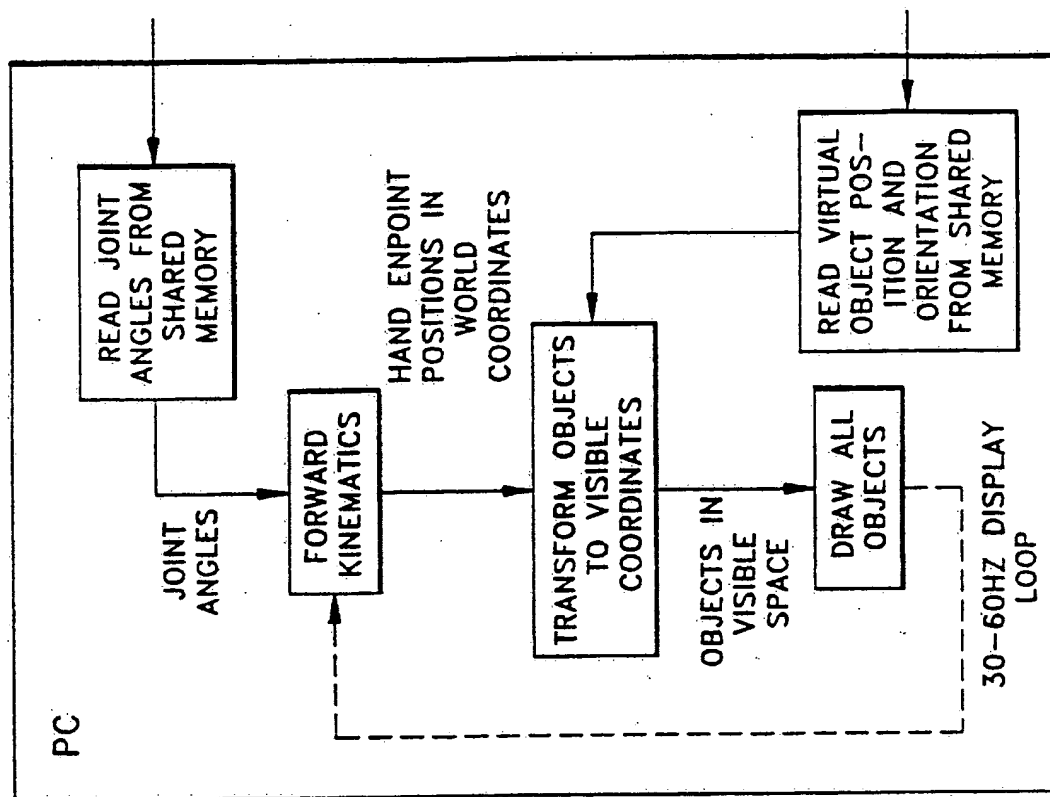 PC
READ JOINT
ANGLES FROM
SHARED
MEMORY
JOINT
ANGLES
FORWARD
KINEMATICS
HAND ENPOINT
POSITIONS IN
WORLD
COORDINATES
TRANSFORM OBJECTS
TO VISIBLE
COORDINATES
READ VIRTUAL
OBJECT POS-
ITION AND
ORIENTATION
FROM SHARED
MEMORY
OBJECTS IN
VISIBLE
SPACE
DRAW ALL
OBJECTS
30-60HZ DISPLAY
LOOP